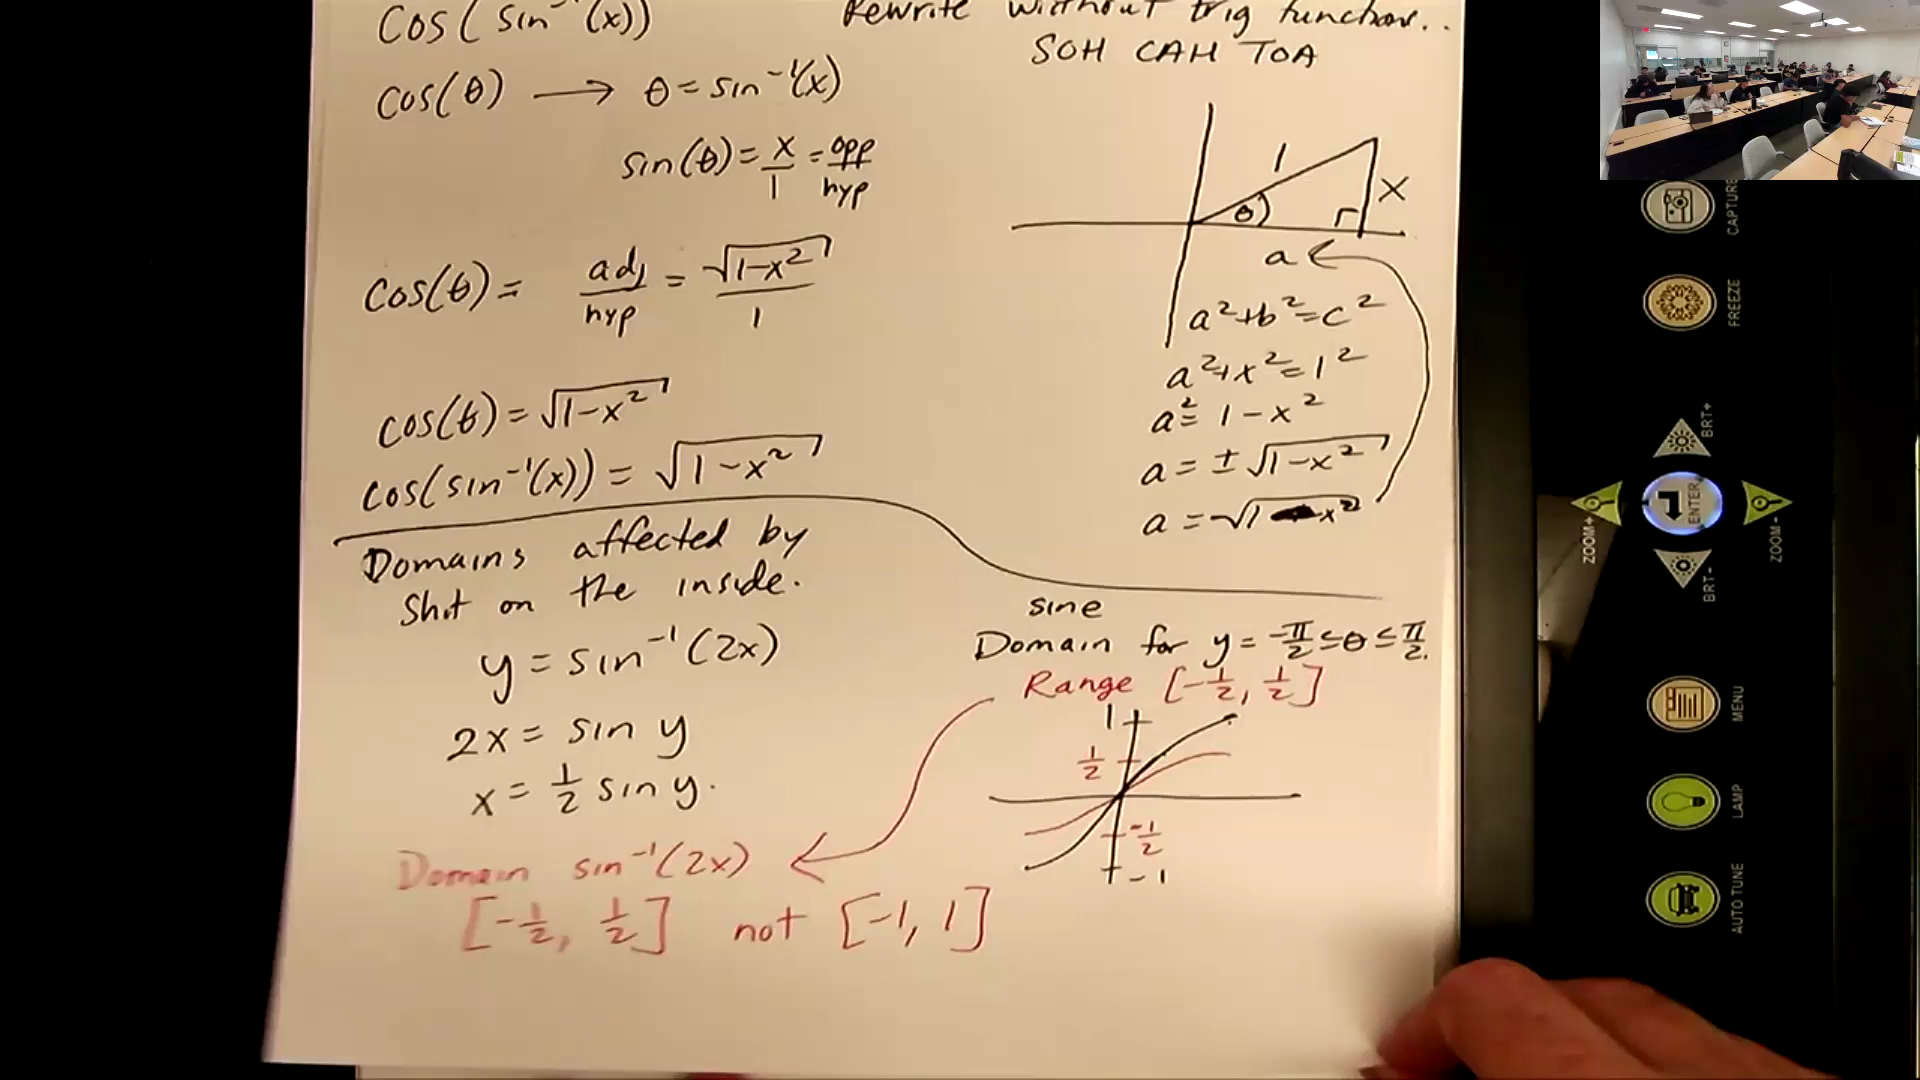 Cos(sin⁻¹(x))
Rewrite without trig functions..
SOH CAH TOA
cos(θ) → θ = sin⁻¹(x)
sin(θ) = x/1 = opp/hyp
cos(θ) = adj/hyp = √(1-x²)/1
cos(θ) = √(1-x²)
cos(sin⁻¹(x)) = √(1-x²)
1
x
θ
a
a²+b²=c²
a²+x²=1²
a²=1-x²
a = ±√(1-x²)
a = √(1-x²)
Domains affected by
shit on the inside.
y = sin⁻¹(2x)
2x = sin y
x = ½ sin y.
sine
Domain for y = -π/2 ≤ θ ≤ π/2.
Range [-½, ½]
1
½
-½
-1
Domain sin⁻¹(2x)
[-½, ½] not [-1, 1]
CAPTURE
FREEZE
BRT+
ZOOM+
ENTER
ZOOM-
BRT-
MENU
LAMP
AUTO TUNE